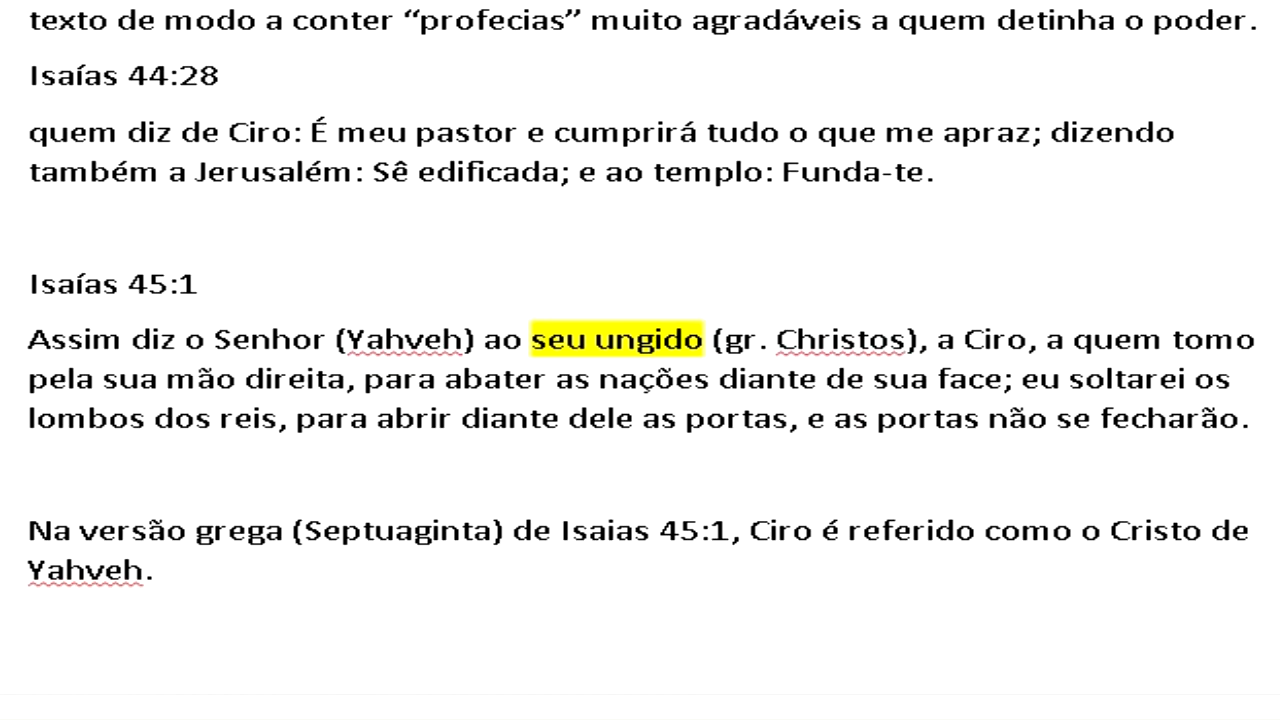 texto de modo a conter “profecias” muito agradáveis a quem detinha o poder.
Isaías 44:28
quem diz de Ciro: É meu pastor e cumprirá tudo o que me apraz; dizendo
também a Jerusalém: Sê edificada; e ao templo: Funda-te.
Isaías 45:1
Assim diz o Senhor (Yahveh) ao seu ungido (gr. Christos), a Ciro, a quem tomo
pela sua mão direita, para abater as nações diante de sua face; eu soltarei os
lombos dos reis, para abrir diante dele as portas, e as portas não se fecharão.
Na versão grega (Septuaginta) de Isaias 45:1, Ciro é referido como o Cristo de
Yahveh.